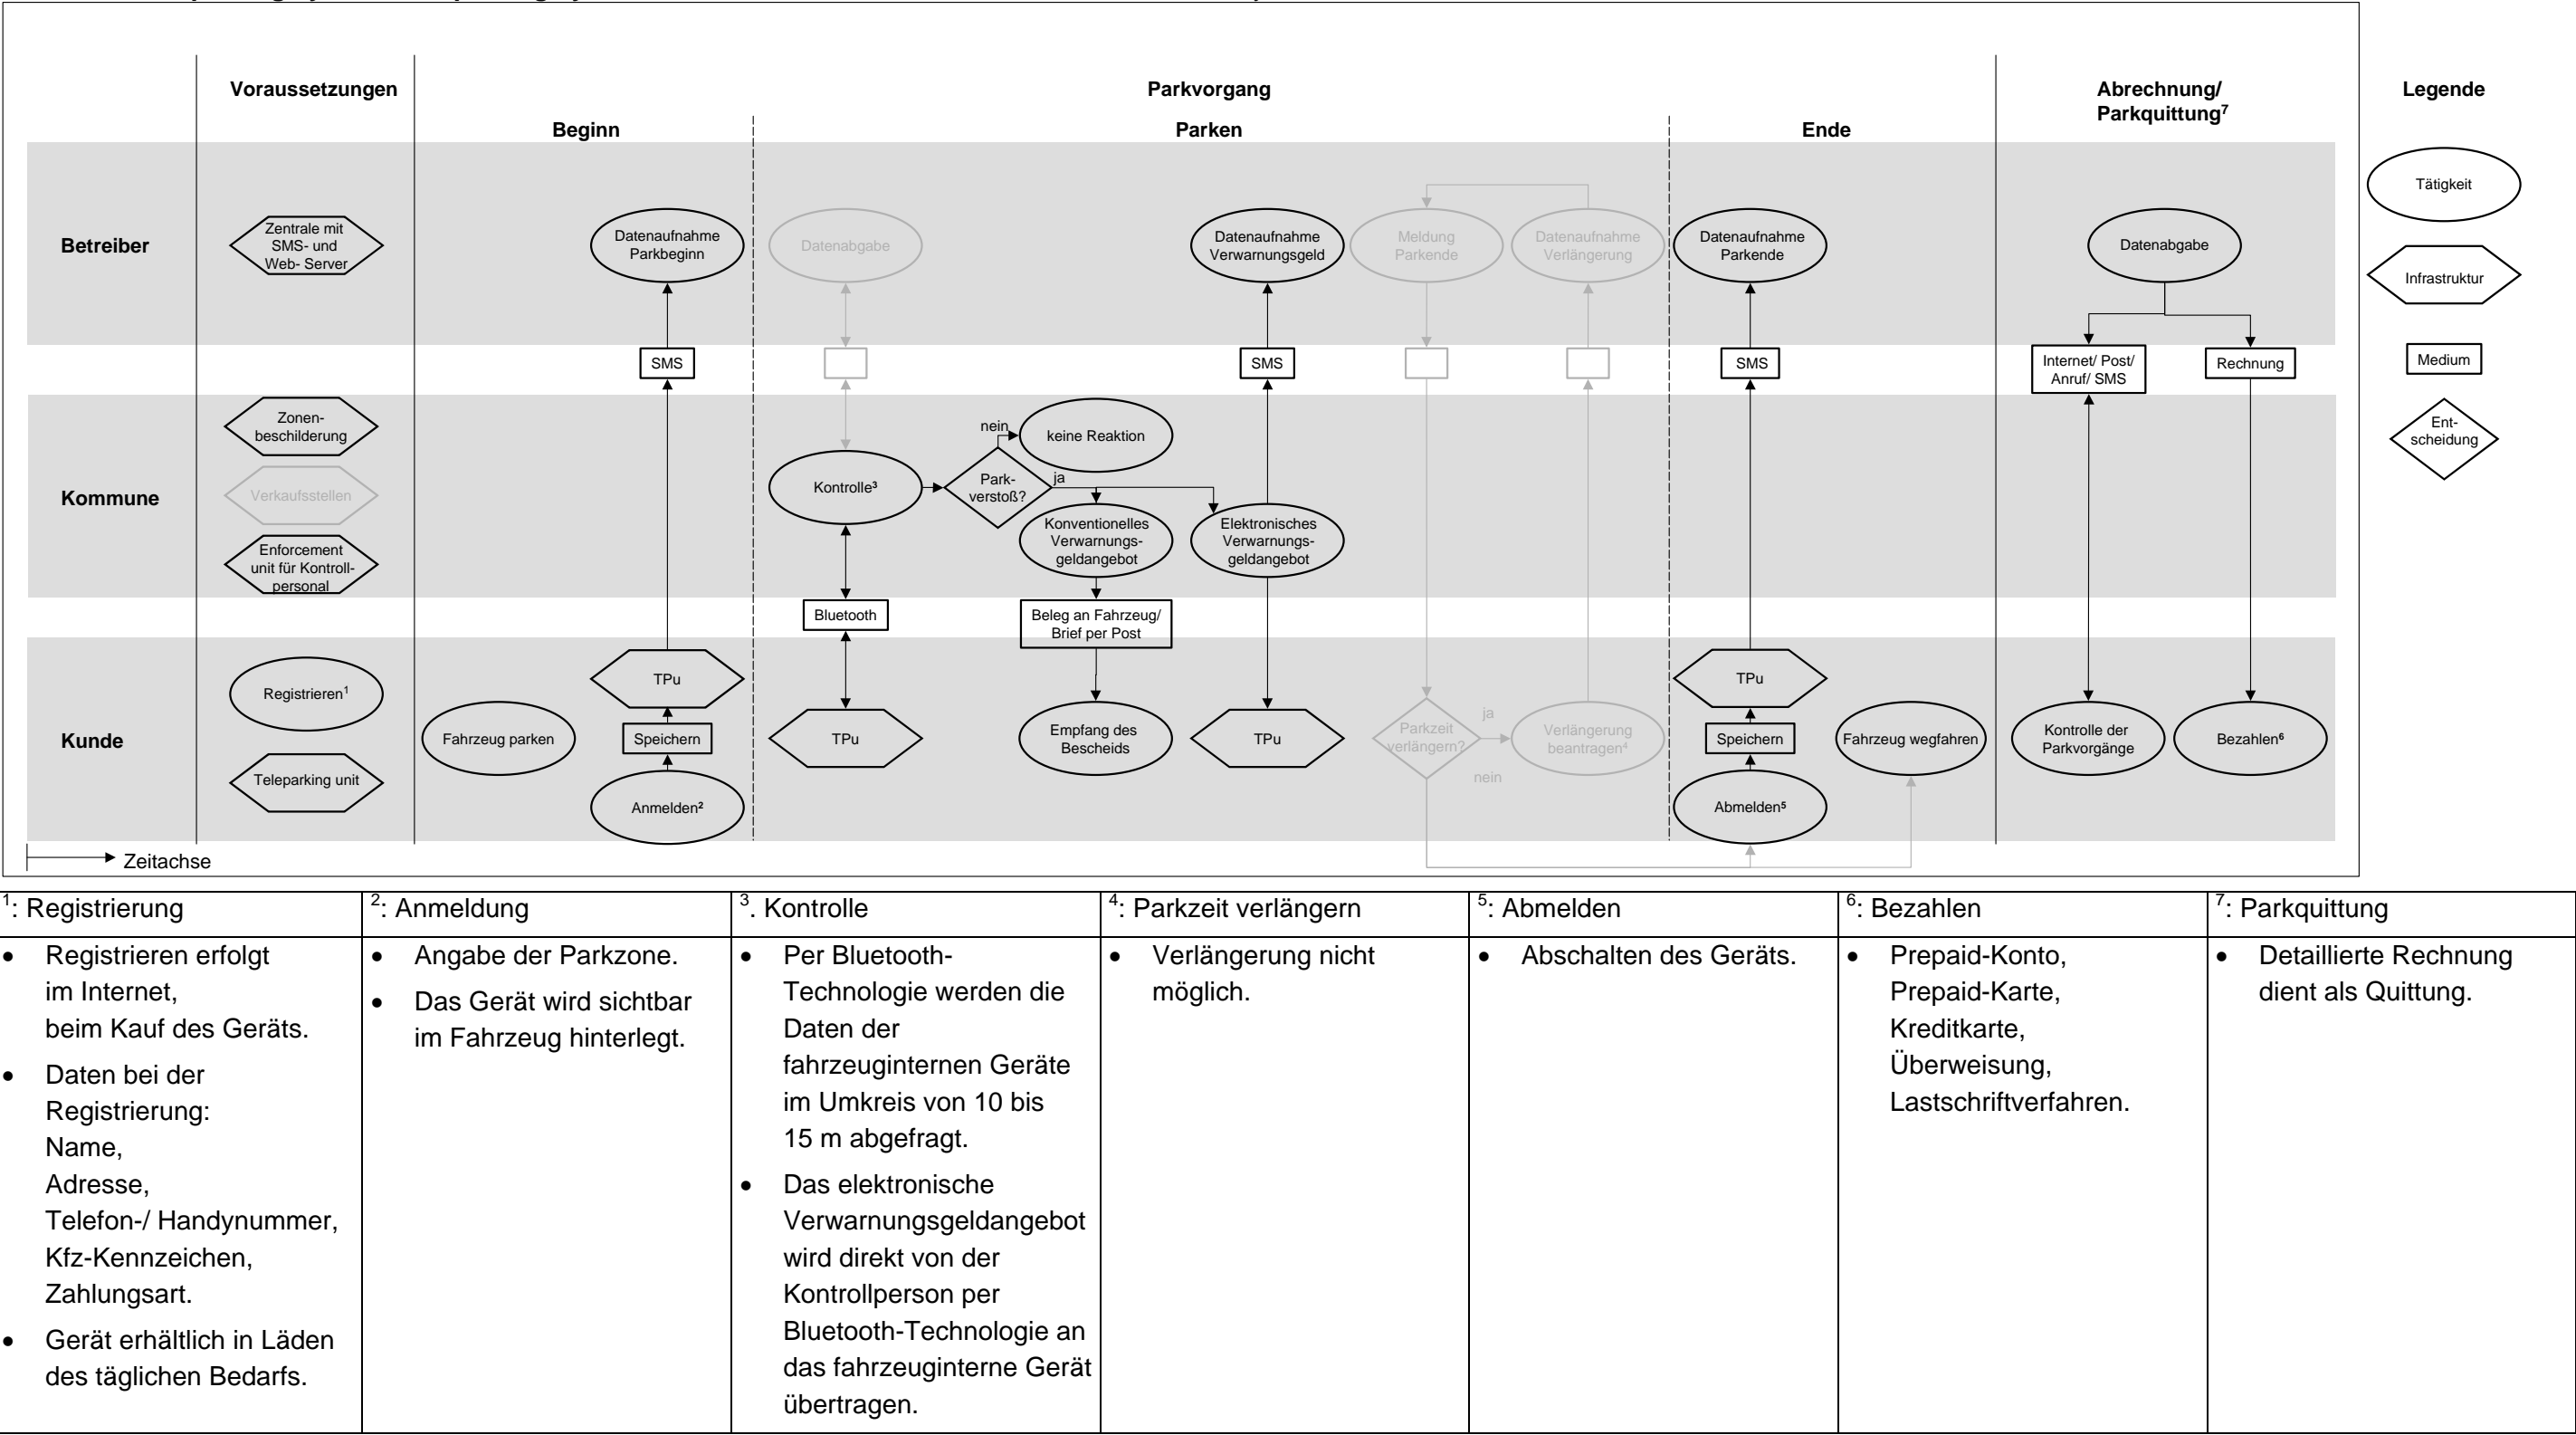 Voraussetzungen
Parkvorgang
Abrechnung/
Parkquittung7
Legende
Beginn
Parken
Ende
Betreiber
Zentrale mit
SMS- und
Web- Server
Datenaufnahme
Parkbeginn
Datenabgabe
Datenaufnahme
Verwarnungsgeld
Meldung
Parkende
Datenaufnahme
Verlängerung
Datenaufnahme
Parkende
Datenabgabe
Tätigkeit
Infrastruktur
Medium
Ent-
scheidung
SMS
SMS
SMS
Internet/ Post/
Anruf/ SMS
Rechnung
Kommune
Zonen-
beschilderung
Verkaufsstellen
Enforcement
unit für Kontroll-
personal
Kontrolle3
Park-
verstoß?
nein
keine Reaktion
ja
Konventionelles
Verwarnungs-
geldangebot
Elektronisches
Verwarnungs-
geldangebot
Bluetooth
Beleg an Fahrzeug/
Brief per Post
Kunde
Registrieren1
Teleparking unit
Fahrzeug parken
TPu
Speichern
Anmelden2
TPu
Empfang des
Bescheids
TPu
Parkzeit
verlängern?
ja
nein
Verlängerung
beantragen4
TPu
Speichern
Abmelden5
Fahrzeug wegfahren
Kontrolle der
Parkvorgänge
Bezahlen6
Zeitachse
1: Registrierung
• Registrieren erfolgt
im Internet,
beim Kauf des Geräts.
• Daten bei der
Registrierung:
Name,
Adresse,
Telefon-/ Handynummer,
Kfz-Kennzeichen,
Zahlungsart.
• Gerät erhältlich in Läden
des täglichen Bedarfs.
2: Anmeldung
• Angabe der Parkzone.
• Das Gerät wird sichtbar
im Fahrzeug hinterlegt.
3. Kontrolle
• Per Bluetooth-
Technologie werden die
Daten der
fahrzeuginternen Geräte
im Umkreis von 10 bis
15 m abgefragt.
• Das elektronische
Verwarnungsgeldangebot
wird direkt von der
Kontrollperson per
Bluetooth-Technologie an
das fahrzeuginterne Gerät
übertragen.
4: Parkzeit verlängern
• Verlängerung nicht
möglich.
5: Abmelden
• Abschalten des Geräts.
6: Bezahlen
• Prepaid-Konto,
Prepaid-Karte,
Kreditkarte,
Überweisung,
Lastschriftverfahren.
7: Parkquittung
• Detaillierte Rechnung
dient als Quittung.